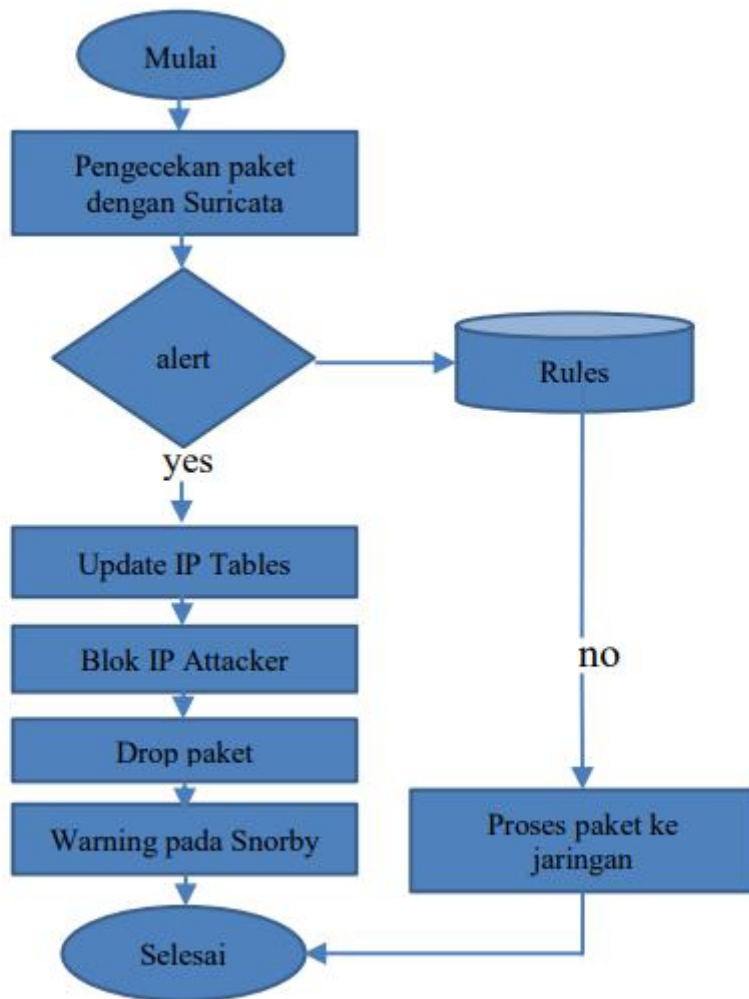 Mulai
Pengecekan paket
dengan Suricata
alert
Rules
yes
Update IP Tables
Blok IP Attacker
no
Drop paket
Warning pada Snorby
Proses paket ke
jaringan
Selesai